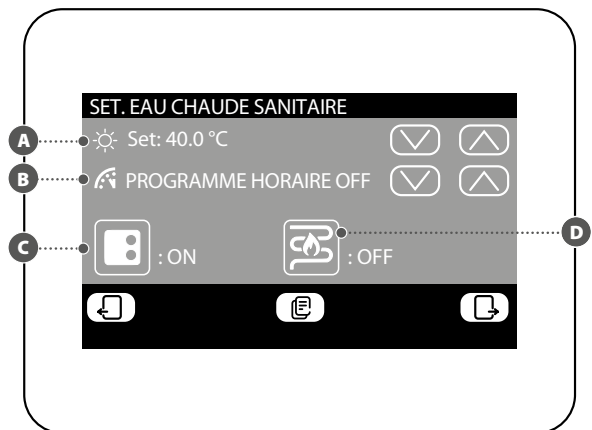 SET. EAU CHAUDE SANITAIRE
A Set: 40.0 °C
B PROGRAMME HORAIRE OFF
C : ON : OFF D